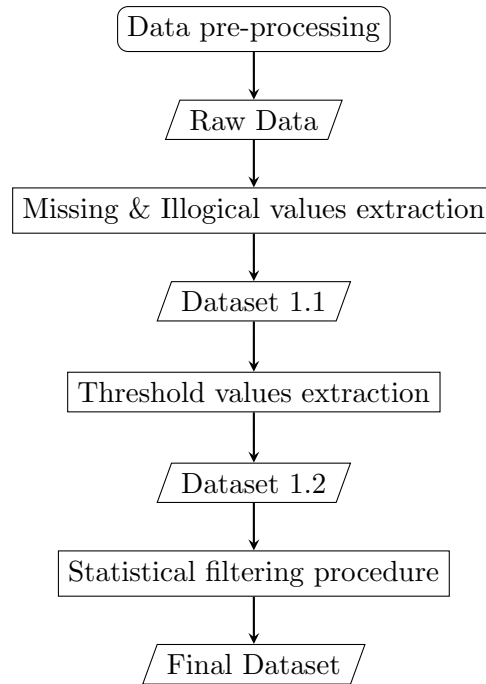 Data pre-processing
Raw Data
Missing & Illogical values extraction
Dataset 1.1
Threshold values extraction
Dataset 1.2
Statistical filtering procedure
Final Dataset